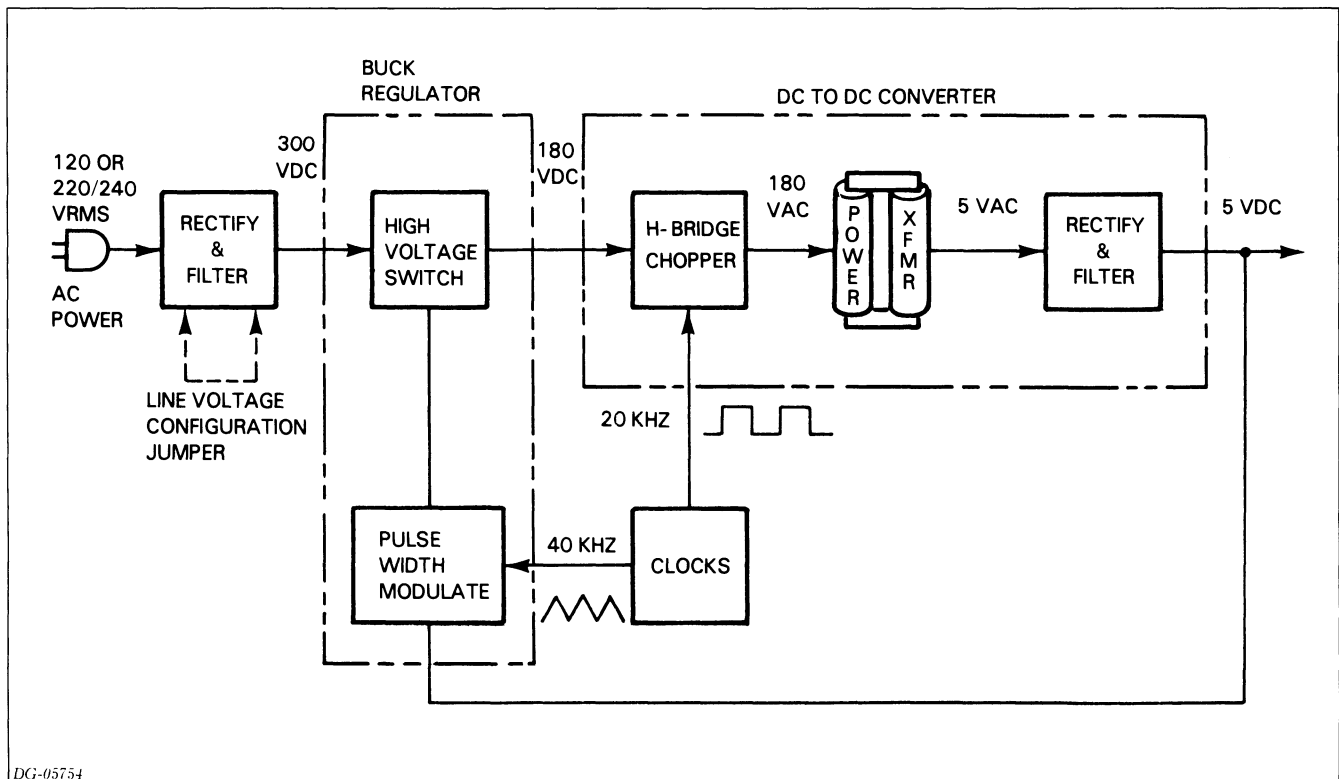 BUCK
REGULATOR
DC TO DC CONVERTER
120 OR
220/240
VRMS
AC
POWER
RECTIFY
&
FILTER
LINE VOLTAGE
CONFIGURATION
JUMPER
300
VDC
HIGH
VOLTAGE
SWITCH
180
VDC
H-BRIDGE
CHOPPER
180
VAC
POWER
XFMR
5 VAC
RECTIFY
&
FILTER
5 VDC
20 KHZ
PULSE
WIDTH
MODULATE
40 KHZ
CLOCKS
DG-05754